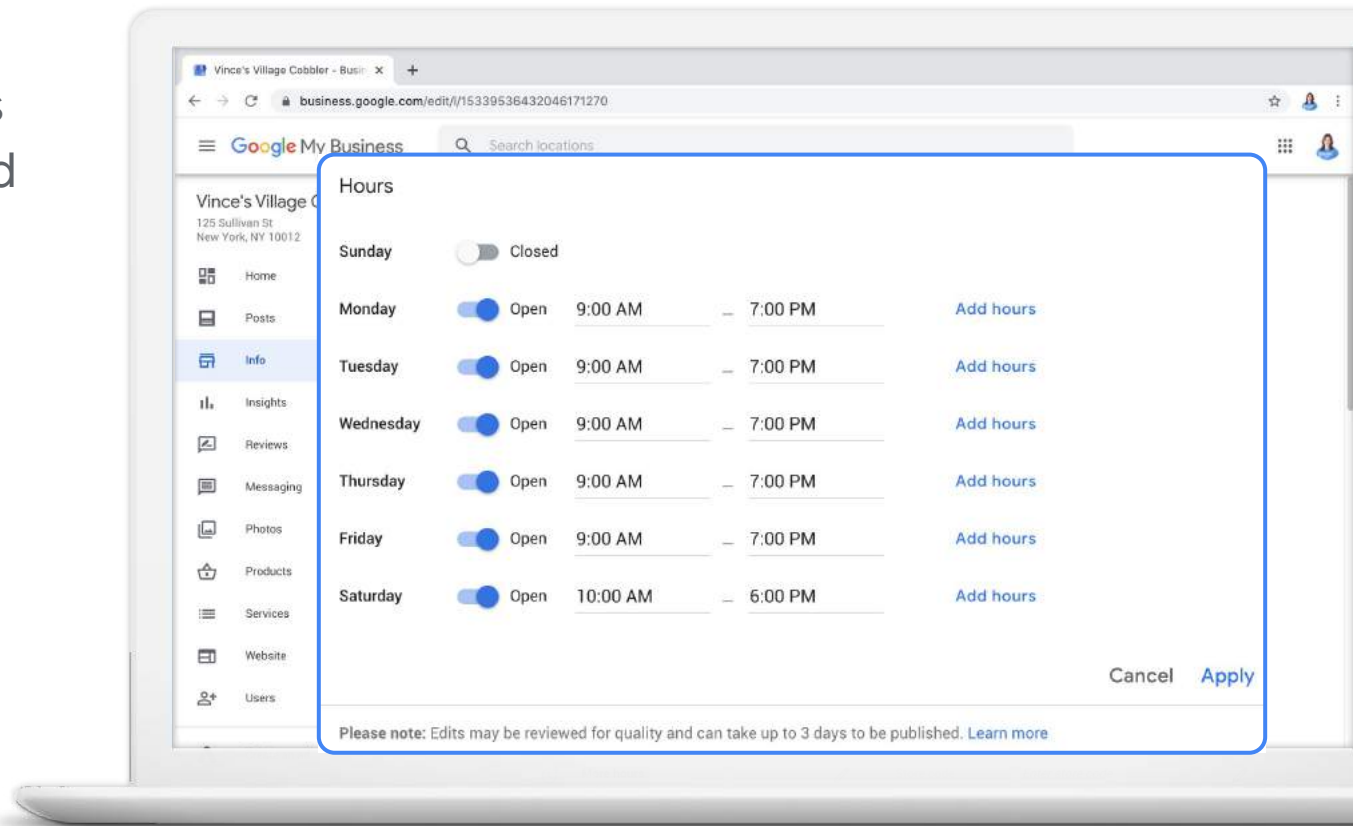 s
d
Vince's Village Cobbler - Busin
business.google.com/edit/l/15339536432046171270
Google My Business
Search locations
Vince's Village C
125 Sullivan St
New York, NY 10012
Home
Posts
Info
Insights
Reviews
Messaging
Photos
Products
Services
Website
Users
Hours
Sunday Closed
Monday Open 9:00 AM – 7:00 PM Add hours
Tuesday Open 9:00 AM – 7:00 PM Add hours
Wednesday Open 9:00 AM – 7:00 PM Add hours
Thursday Open 9:00 AM – 7:00 PM Add hours
Friday Open 9:00 AM – 7:00 PM Add hours
Saturday Open 10:00 AM – 6:00 PM Add hours
Cancel Apply
Please note: Edits may be reviewed for quality and can take up to 3 days to be published. Learn more